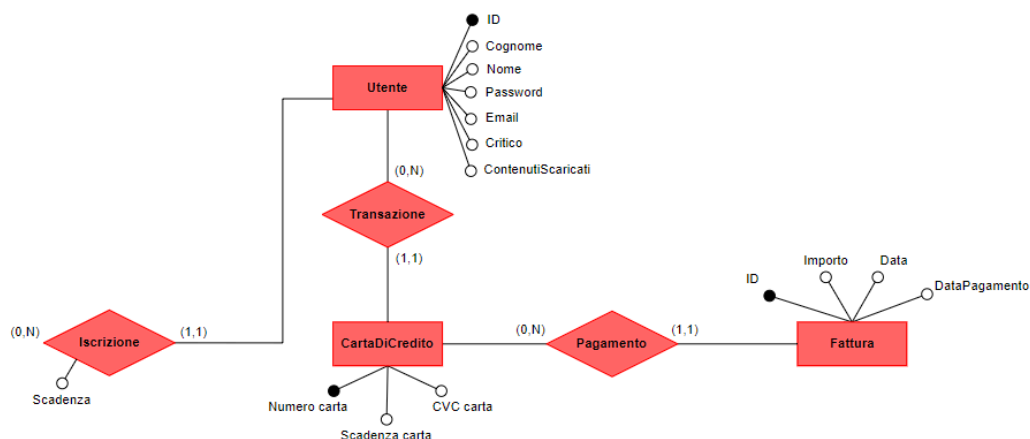 ID
Cognome
Nome
Utente
Password
Email
Critico
ContenutiScaricati
(0,N)
Transazione
(1,1)
Importo
Data
ID
DataPagamento
(0,N)
(1,1)
(0,N)
(1,1)
Iscrizione
CartaDiCredito
Pagamento
Fattura
Scadenza
Numero carta
CVC carta
Scadenza carta